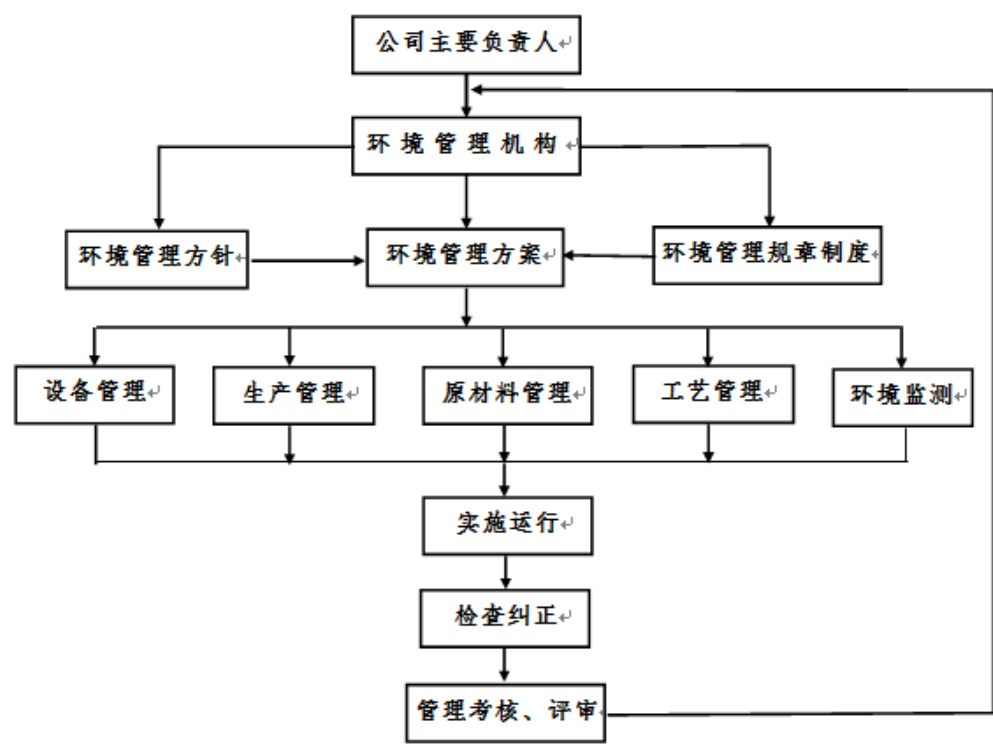 公司主要负责人
环境管理机构
环境管理方针
环境管理方案
环境管理规章制度
设备管理
生产管理
原材料管理
工艺管理
环境监测
实施运行
检查纠正
管理考核、评审